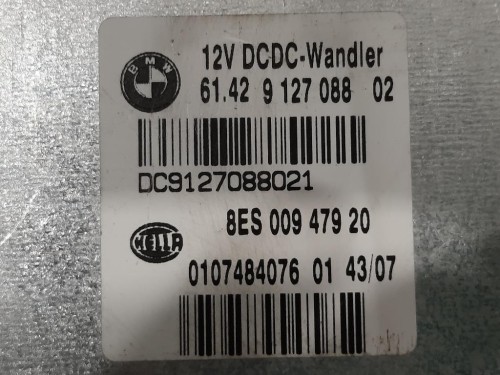 BMW
12V DCDC-Wandler
61.42 9 127 088 02
DC9127088021
HELLA
8ES 009 479 20
0107484076 01 43/07